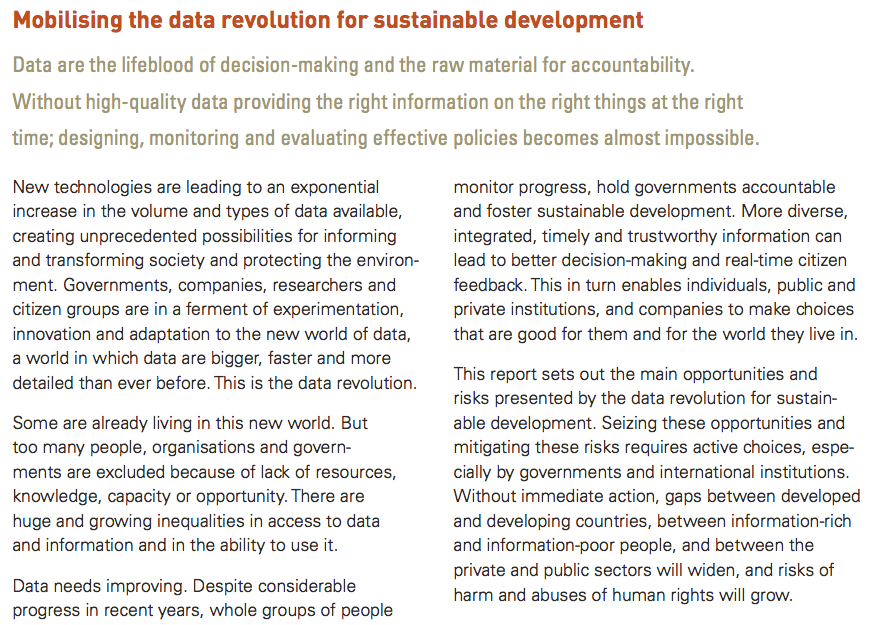 Mobilising the data revolution for sustainable development
Data are the lifeblood of decision-making and the raw material for accountability.
Without high-quality data providing the right information on the right things at the right
time; designing, monitoring and evaluating effective policies becomes almost impossible.
New technologies are leading to an exponential
increase in the volume and types of data available,
creating unprecedented possibilities for informing
and transforming society and protecting the environ-
ment. Governments, companies, researchers and
citizen groups are in a ferment of experimentation,
innovation and adaptation to the new world of data,
a world in which data are bigger, faster and more
detailed than ever before. This is the data revolution.
Some are already living in this new world. But
too many people, organisations and govern-
ments are excluded because of lack of resources,
knowledge, capacity or opportunity. There are
huge and growing inequalities in access to data
and information and in the ability to use it.
Data needs improving. Despite considerable
progress in recent years, whole groups of people
monitor progress, hold governments accountable
and foster sustainable development. More diverse,
integrated, timely and trustworthy information can
lead to better decision-making and real-time citizen
feedback. This in turn enables individuals, public and
private institutions, and companies to make choices
that are good for them and for the world they live in.
This report sets out the main opportunities and
risks presented by the data revolution for sustain-
able development. Seizing these opportunities and
mitigating these risks requires active choices, espe-
cially by governments and international institutions.
Without immediate action, gaps between developed
and developing countries, between information-rich
and information-poor people, and between the
private and public sectors will widen, and risks of
harm and abuses of human rights will grow.